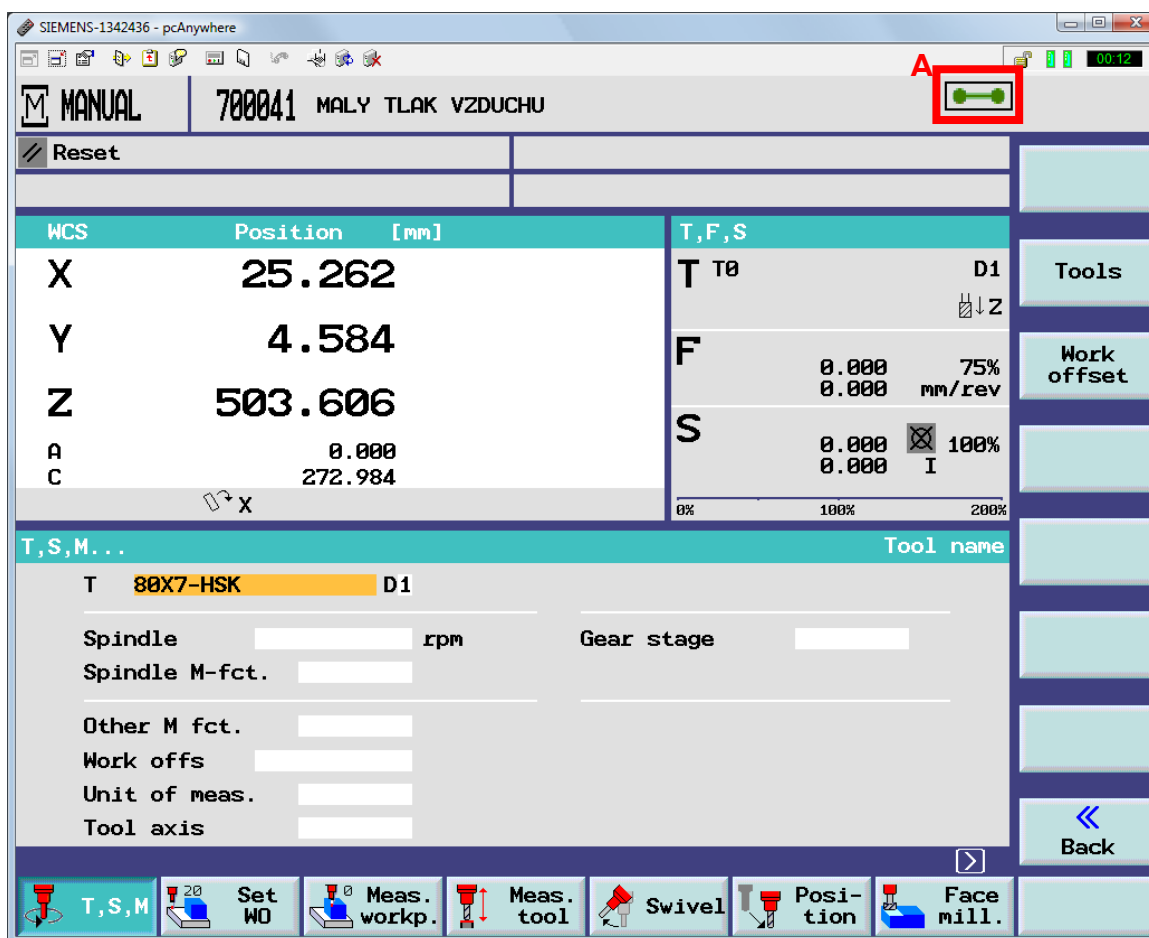 SIEMENS-1342436 - pcAnywhere
00:12
A
M MANUAL 700041 MALY TLAK VZDUCHU
Reset
WCS Position [mm] T,F,S
X 25.262 T T0 D1
Tools
↓Z
Y 4.584 F 0.000 75%
0.000 mm/rev
Work
offset
Z 503.606
S 0.000 100%
0.000 I
A 0.000
C 272.984
X
0% 100% 200%
T,S,M... Tool name
T 80X7-HSK D1
Spindle rpm Gear stage
Spindle M-fct.
Other M fct.
Work offs
Unit of meas.
Tool axis
«
Back
T,S,M
20 Set
WO
0 Meas.
workp.
Meas.
tool
Swivel
Posi-
tion
Face
mill.